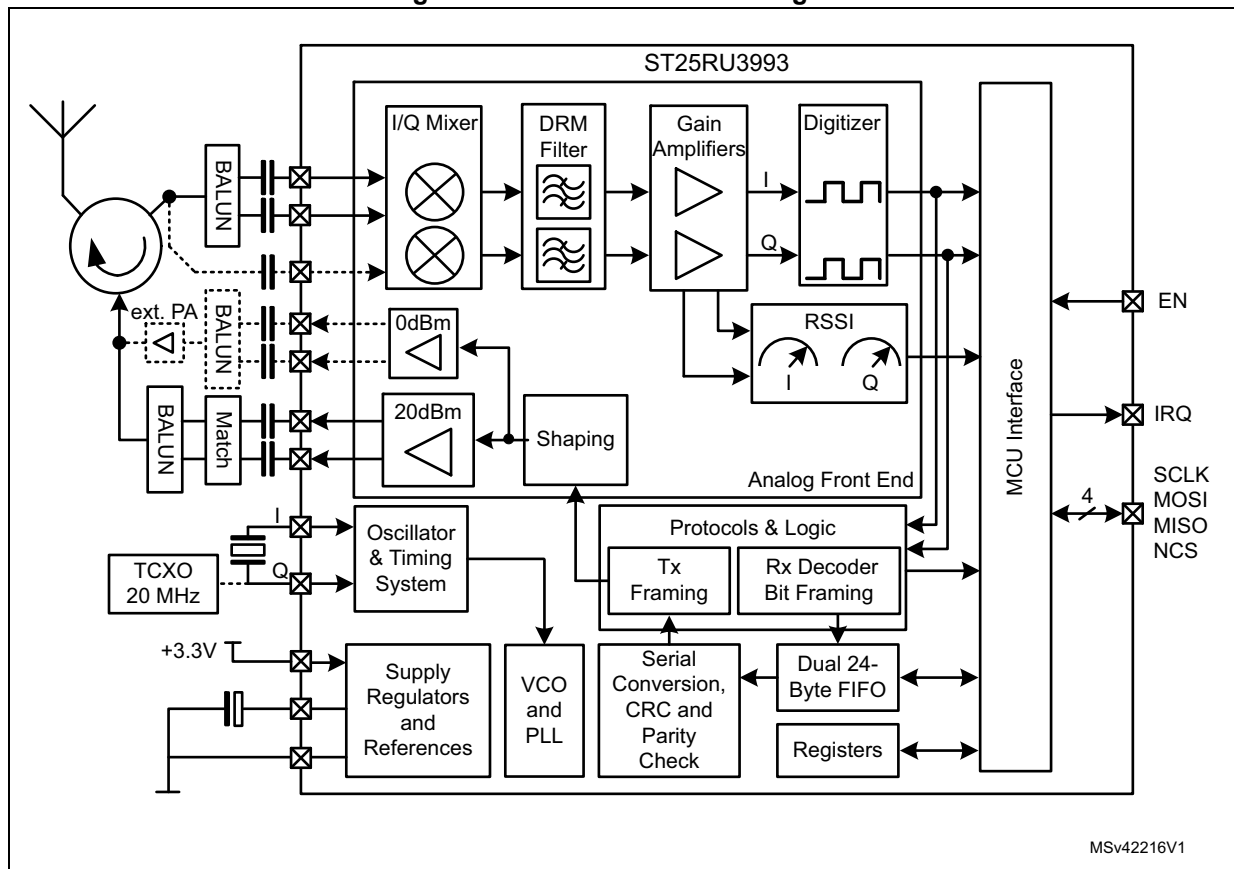 ST25RU3993
I/Q Mixer
DRM
Filter
Gain
Amplifiers
Digitizer
BALUN
I
Q
ext. PA
BALUN
0dBm
RSSI
I
Q
EN
BALUN
Match
20dBm
Shaping
IRQ
Analog Front End
MCU Interface
SCLK
MOSI
MISO
NCS
4
I
Q
TCXO
20 MHz
Oscillator
& Timing
System
Protocols & Logic
Tx
Framing
Rx Decoder
Bit Framing
+3.3V
Supply
Regulators
and
References
VCO
and
PLL
Serial
Conversion,
CRC and
Parity
Check
Dual 24-
Byte FIFO
Registers
MSv42216V1